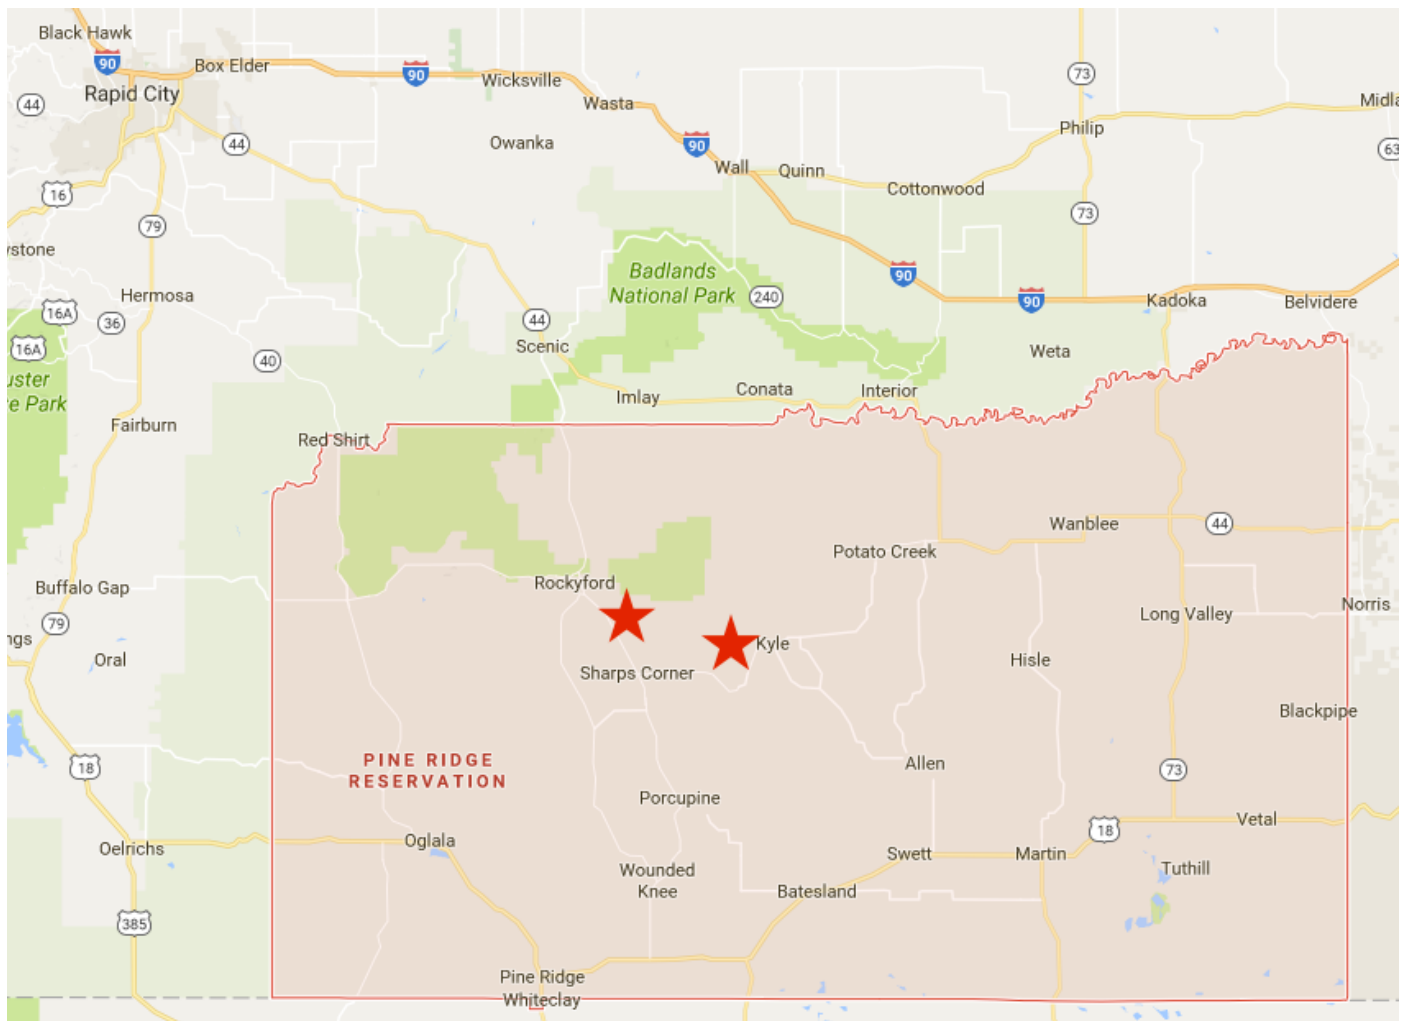 Black Hawk
90
Box Elder
90
Wicksville
73
44
Rapid City
Wasta
Midla
Philip
44
Owanka
90
63
Wall
Quinn
16
Cottonwood
79
73
ystone
Badlands
National Park
90
240
Hermosa
90
Kadoka
Belvidere
16A
36
44
16A
Scenic
Weta
40
uster
e Park
Imlay
Conata
Interior
Fairburn
Red Shirt
Wanblee
44
Potato Creek
Buffalo Gap
Rockyford
Norris
Long Valley
79
ngs
Kyle
Oral
Sharps Corner
Hisle
Blackpipe
PINE RIDGE
RESERVATION
18
Allen
73
Porcupine
18
Vetal
Oelrichs
Oglala
Swett
Martin
Wounded
Knee
Tuthill
Batesland
385
Pine Ridge
Whiteclay